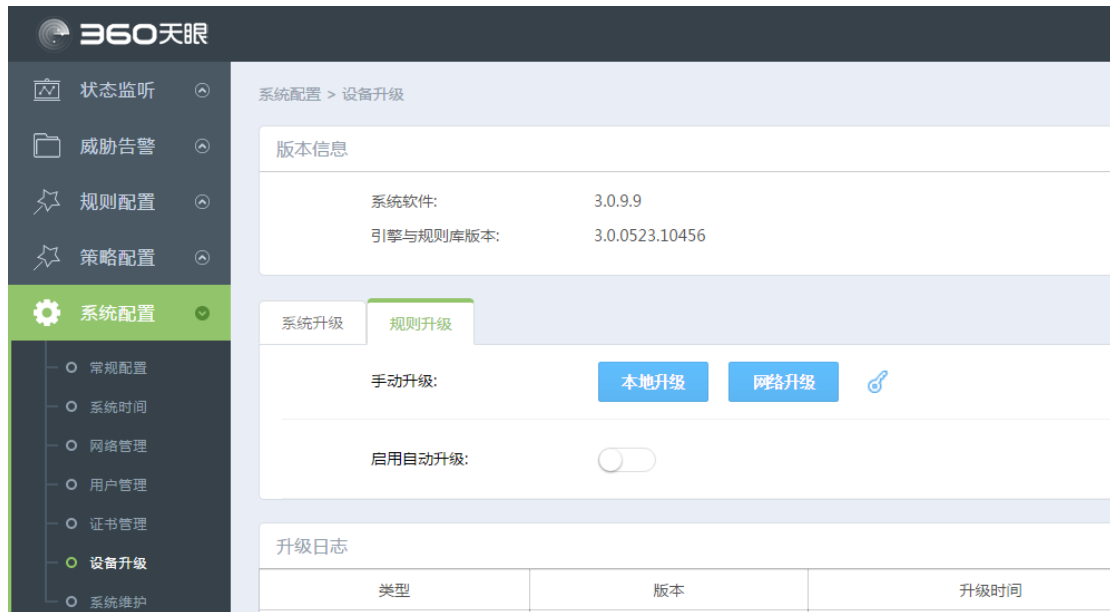 360天眼
状态监听
威胁告警
规则配置
策略配置
系统配置
常规配置
系统时间
网络管理
用户管理
证书管理
设备升级
系统维护
系统配置 > 设备升级
版本信息
系统软件: 3.0.9.9
引擎与规则库版本: 3.0.0523.10456
系统升级 规则升级
手动升级: 本地升级 网络升级
启用自动升级:
升级日志
类型 版本 升级时间